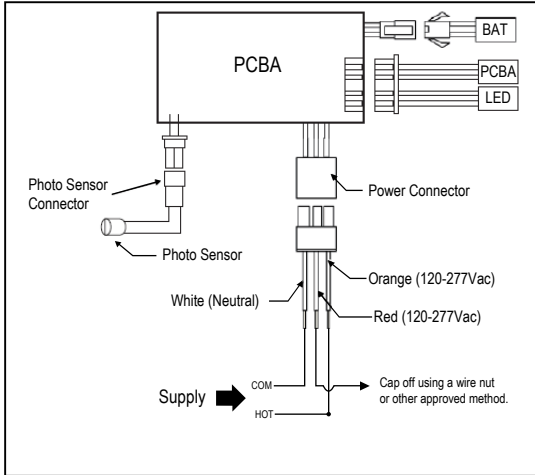 BAT
PCBA
PCBA
LED
Photo Sensor
Connector
Power Connector
Photo Sensor
Orange (120-277Vac)
White (Neutral)
Red (120-277Vac)
COM
Supply
Cap off using a wire nut
or other approved method.
HOT